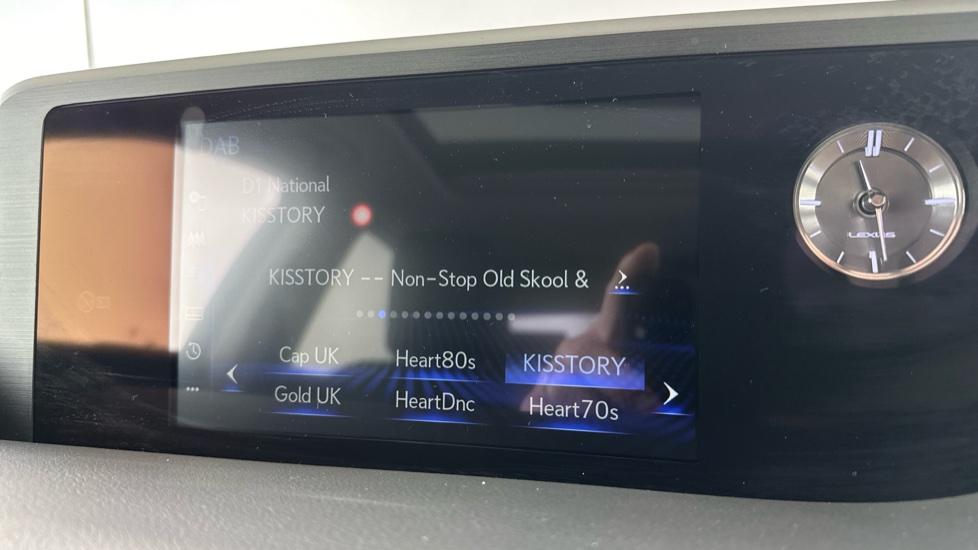 DAB
D1 National
KISSTORY
KISSTORY -- Non-Stop Old Skool &
Cap UK
Heart80s
KISSTORY
Gold UK
HeartDnc
Heart70s
LEXUS